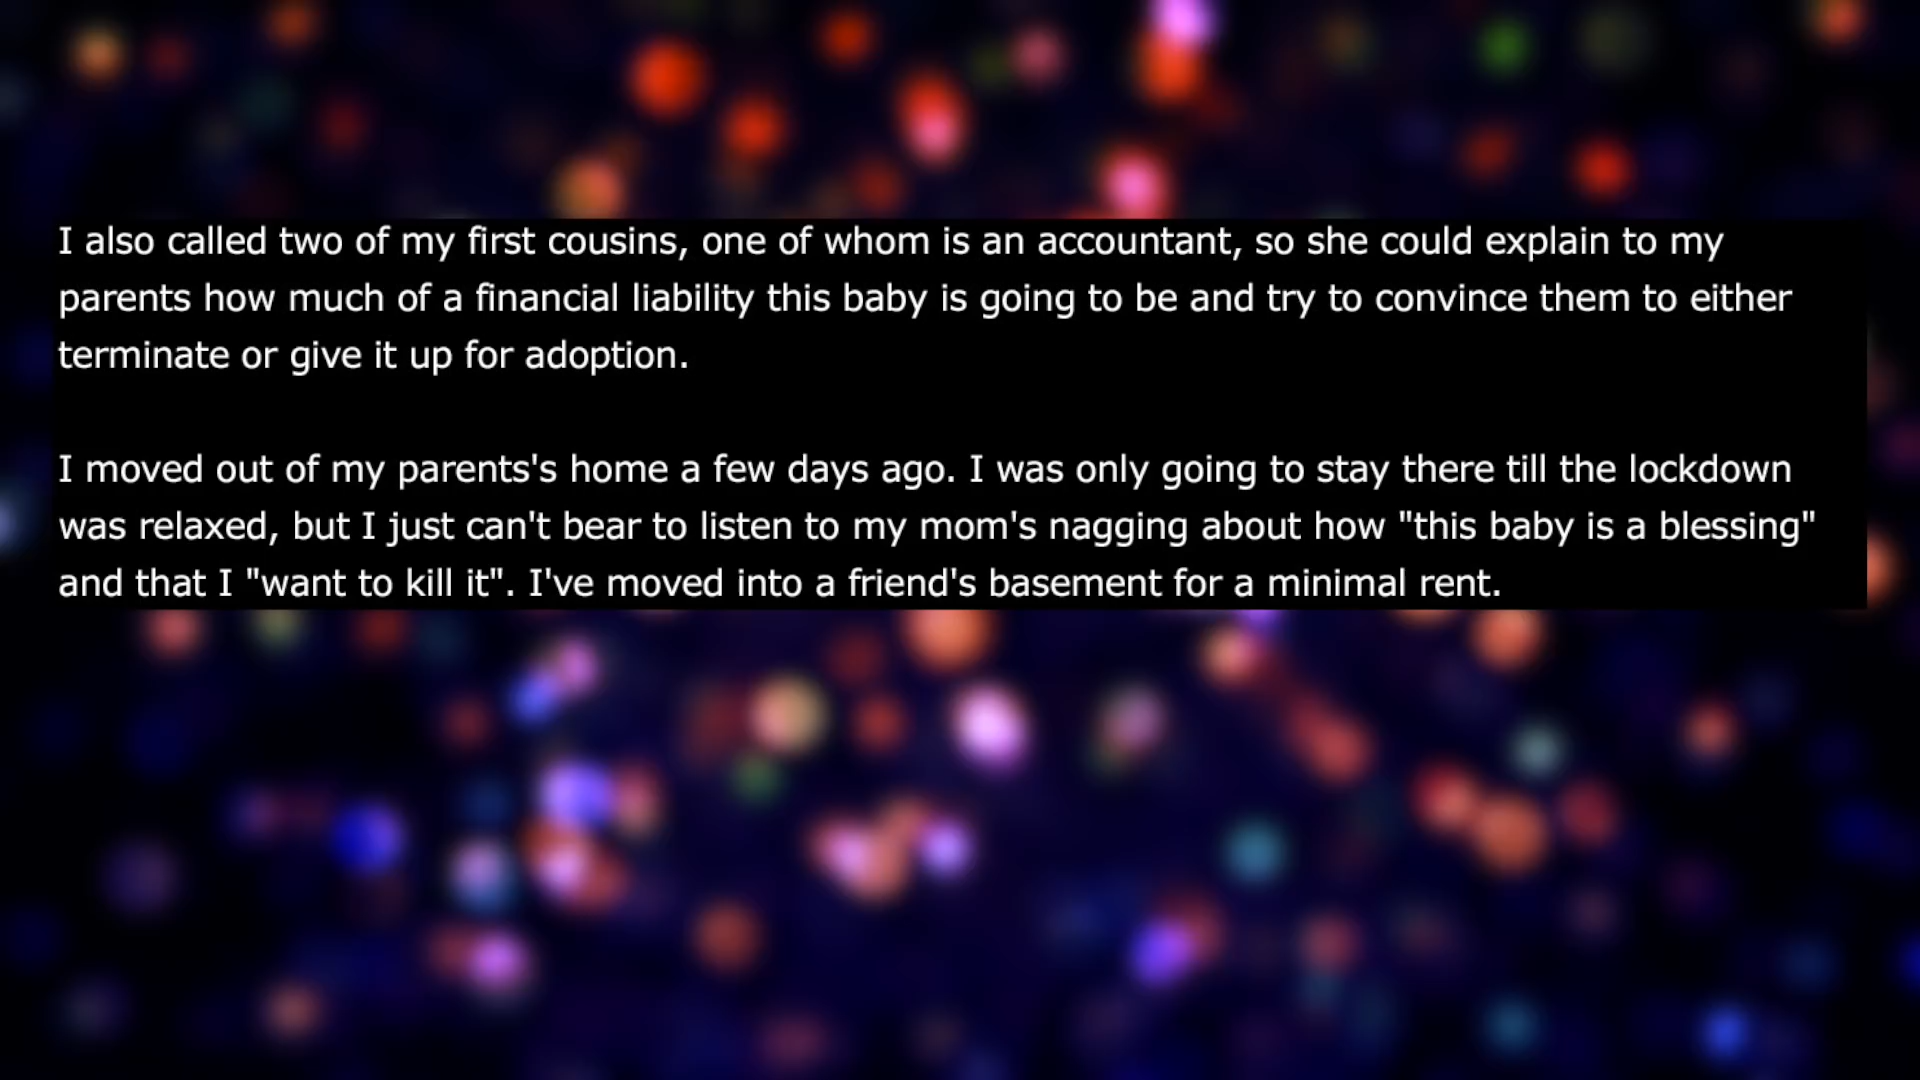 I also called two of my first cousins, one of whom is an accountant, so she could explain to my
parents how much of a financial liability this baby is going to be and try to convince them to either
terminate or give it up for adoption.
I moved out of my parents's home a few days ago. I was only going to stay there till the lockdown
was relaxed, but I just can't bear to listen to my mom's nagging about how "this baby is a blessing"
and that I "want to kill it". I've moved into a friend's basement for a minimal rent.